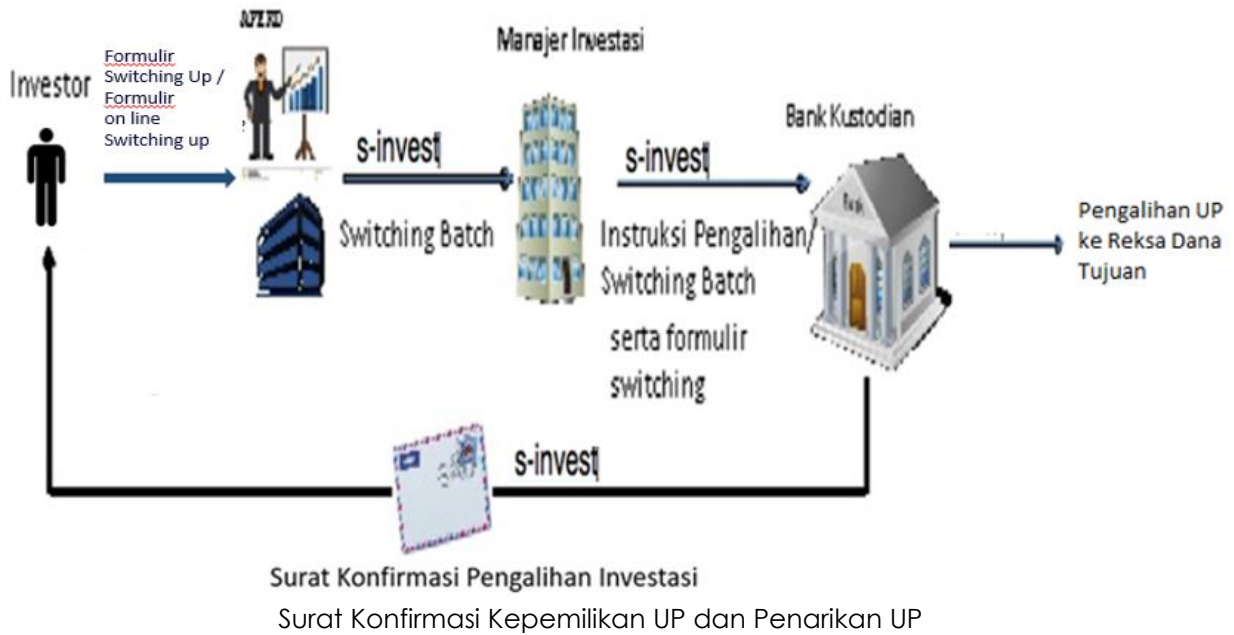 APERD
Manajer Investasi
Investor
Formulir
Switching Up /
Formulir
on line
Switching up
s-invest
Switching Batch
s-invest
Instruksi Pengalihan/
Switching Batch
serta formulir
switching
Bank Kustodian
Bank
Pengalihan UP
ke Reksa Dana
Tujuan
s-invest
Surat Konfirmasi Pengalihan Investasi
Surat Konfirmasi Kepemilikan UP dan Penarikan UP